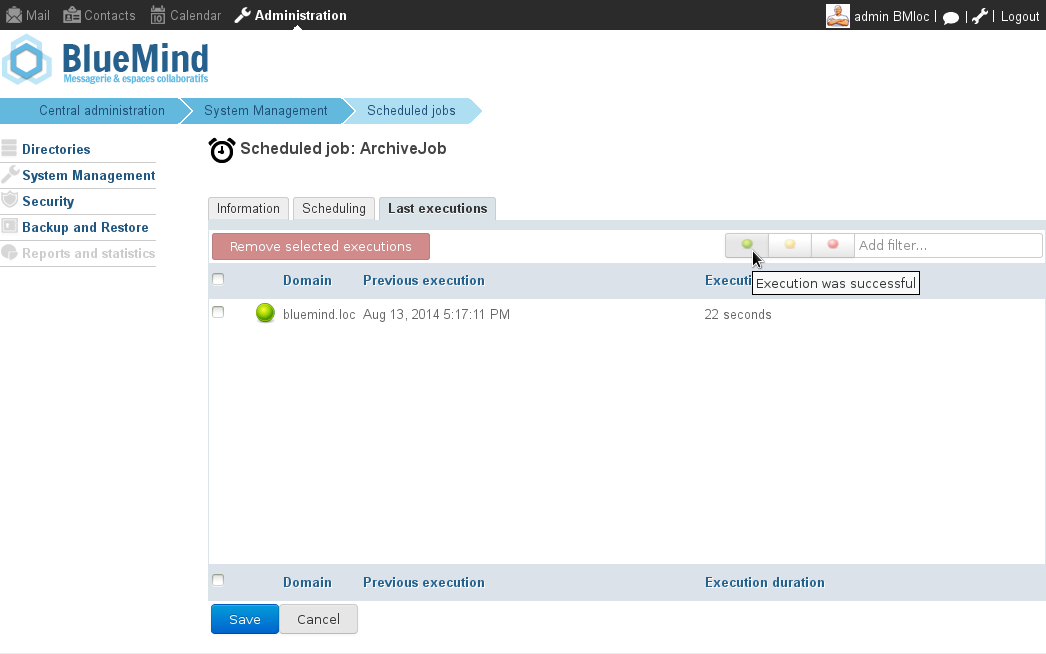 Mail Contacts Calendar Administration admin BMloc | | | Logout
BlueMind
Messagerie & espaces collaboratifs
Central administration System Management Scheduled jobs
Directories
System Management
Security
Backup and Restore
Reports and statistics
Scheduled job: ArchiveJob
Information Scheduling Last executions
Remove selected executions Add filter...
Domain Previous execution Executi
Execution was successful
bluemind.loc Aug 13, 2014 5:17:11 PM 22 seconds
Domain Previous execution Execution duration
Save Cancel